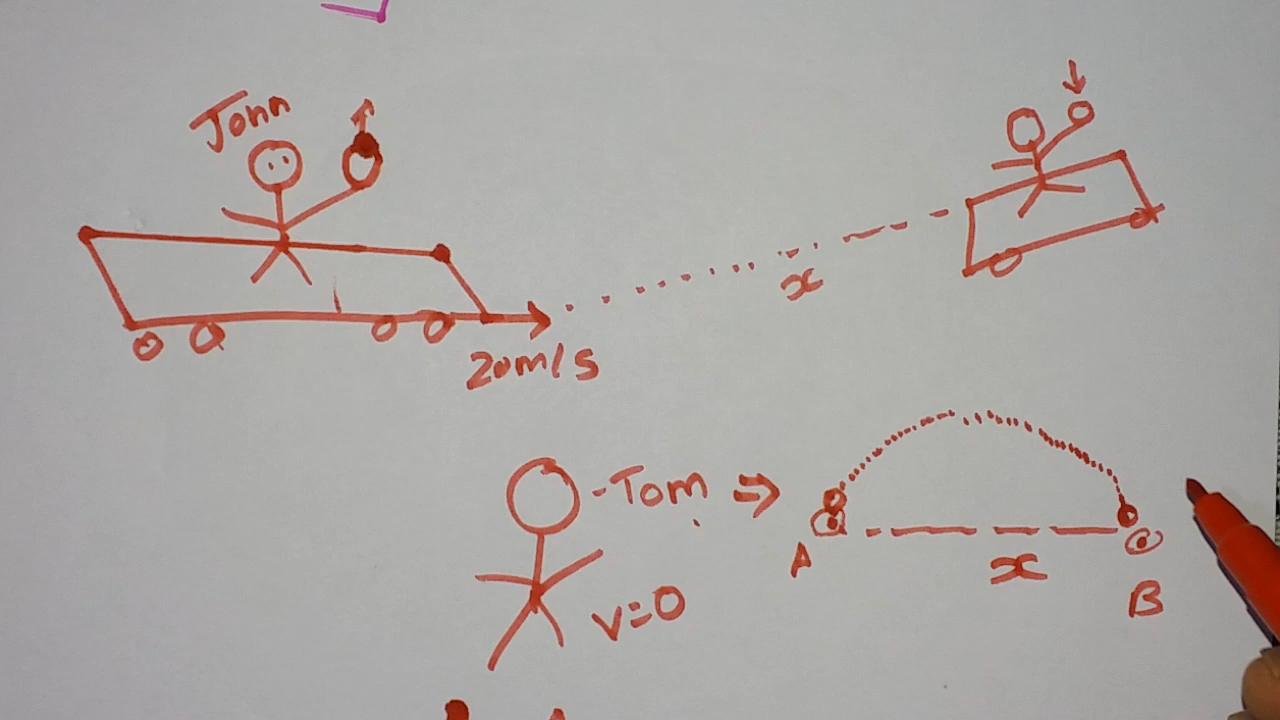 John
x
20m/s
-Tom ⇒
A
x
v=0
B